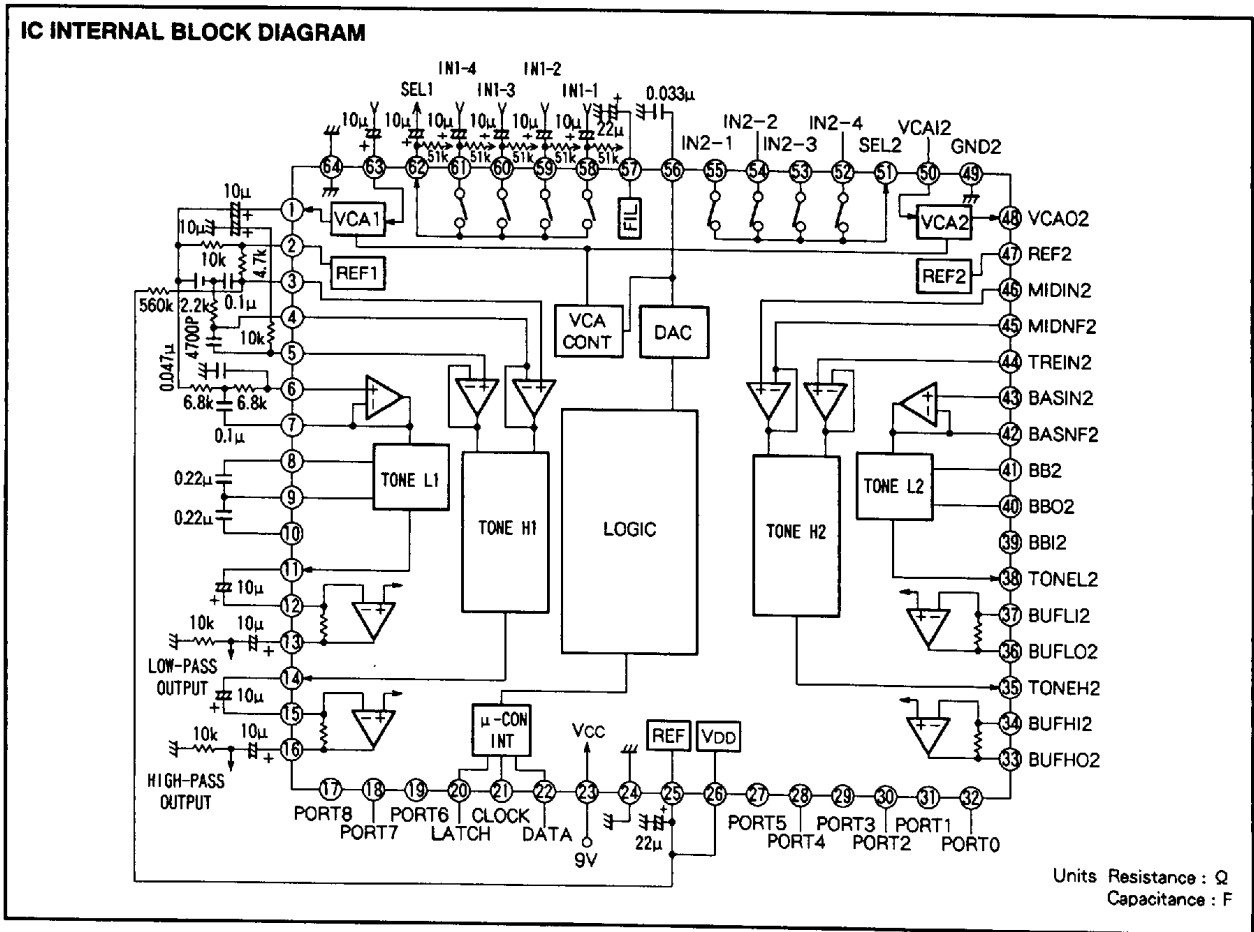 IC INTERNAL BLOCK DIAGRAM
IN1-4 IN1-2
SEL1 IN1-3 IN1-1 0.033µ
10µ 10µ 10µ 10µ 10µ 10µ 22µ
51k 51k 51k 51k 51k
IN2-2 IN2-4 VCAI2
IN2-1 IN2-3 SEL2 GND2
64 63 62 61 60 59 58 57 56 55 54 53 52 51 50 49
FIL
VCA1
VCA2
10µ
1
48 VCAO2
10µ
10k
2
REF1
4.7k
47 REF2
REF2
560k
2.2k
0.1µ
3
46 MIDIN2
4
45 MIDNF2
4700P
10k
5
44 TREIN2
VCA
CONT
DAC
0.047µ
6
43 BASIN2
6.8k 6.8k
7
42 BASNF2
0.1µ
8
41 BB2
0.22µ
TONE L1
TONE L2
9
40 BBO2
0.22µ
10
39 BBI2
TONE H1
LOGIC
TONE H2
11
38 TONEL2
10µ
12
37 BUFLI2
10k 10µ
13
36 BUFLO2
LOW-PASS
OUTPUT
14
35 TONEH2
10µ
15
34 BUFHI2
10k 10µ
16
33 BUFHO2
HIGH-PASS
OUTPUT
µ-CON
INT
VCC
REF
VDD
17 18 19 20 21 22 23 24 25 26 27 28 29 30 31 32
PORT8 PORT6 CLOCK PORT5 PORT3 PORT1
PORT7 LATCH DATA PORT4 PORT2 PORT0
22µ
9V
Units Resistance : Ω
Capacitance : F